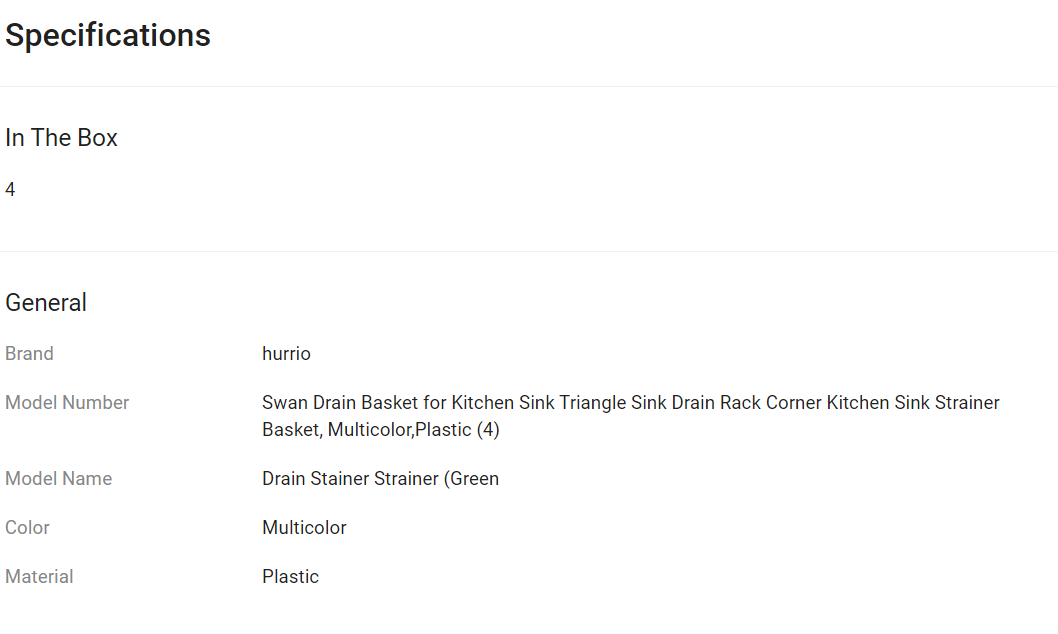 Specifications
In The Box
4
General
Brand
hurrio
Model Number
Swan Drain Basket for Kitchen Sink Triangle Sink Drain Rack Corner Kitchen Sink Strainer
Basket, Multicolor,Plastic (4)
Model Name
Drain Stainer Strainer (Green
Color
Multicolor
Material
Plastic